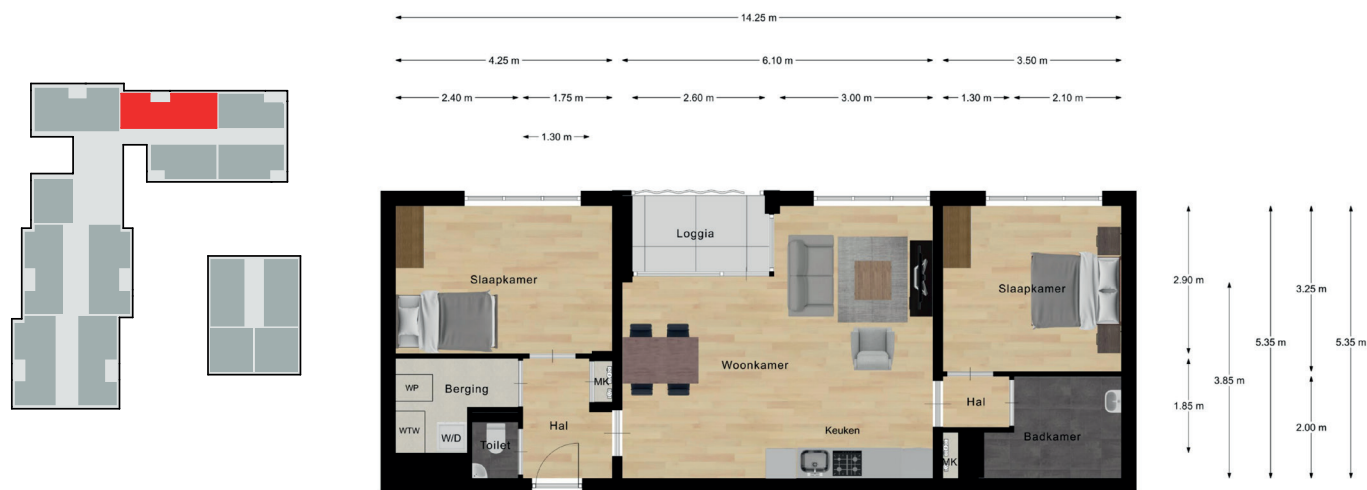 14.25 m
4.25 m
6.10 m
3.50 m
2.40 m
1.75 m
2.60 m
3.00 m
1.30 m
2.10 m
1.30 m
Loggia
Slaapkamer
Slaapkamer
2.90 m
3.25 m
5.35 m
5.35 m
3.85 m
Woonkamer
MK
WP
Berging
Hal
1.85 m
WTW
W/D
Toilet
Hal
Keuken
Badkamer
2.00 m
MK